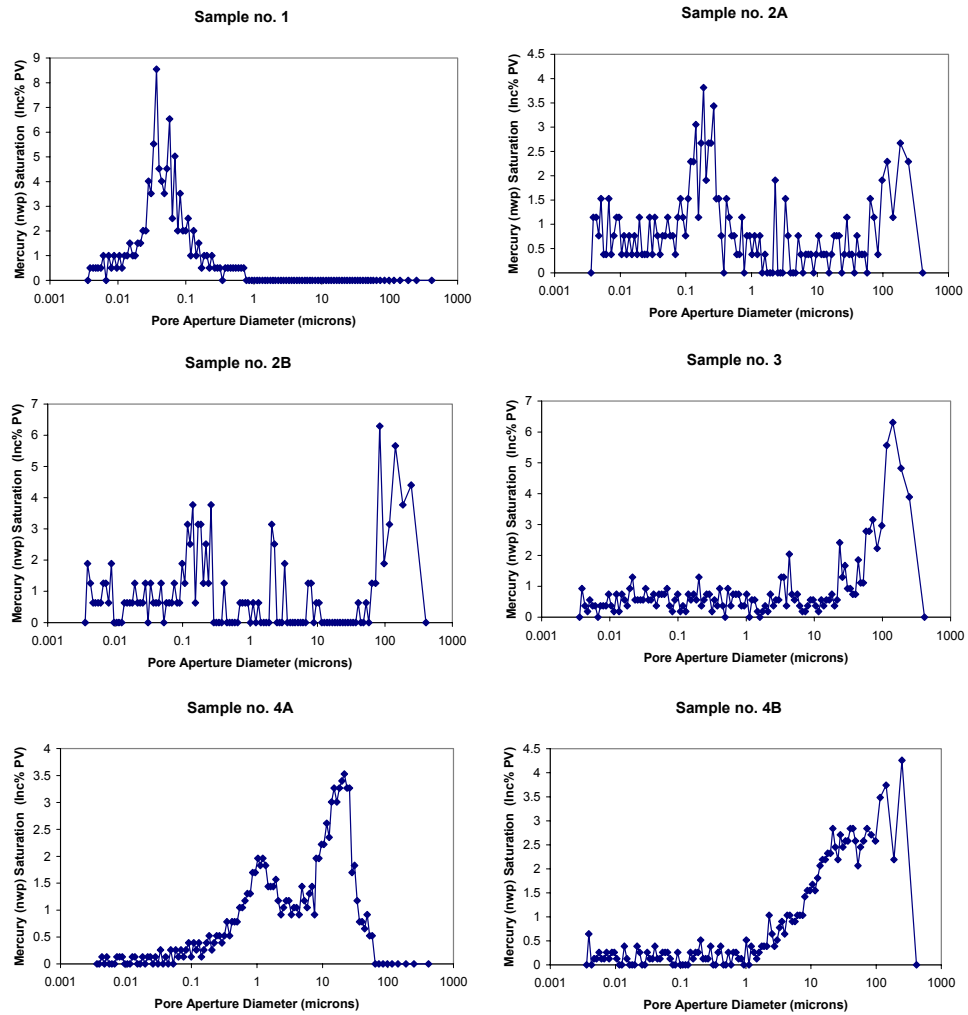 Sample no. 1
Mercury (nwp) Saturation (Inc% PV)
9
8
7
6
5
4
3
2
1
0
0.001 0.01 0.1 1 10 100 1000
Pore Aperture Diameter (microns)
Sample no. 2A
Mercury (nwp) Saturation (Inc% PV)
4.5
4
3.5
3
2.5
2
1.5
1
0.5
0
0.001 0.01 0.1 1 10 100 1000
Pore Aperture Diameter (microns)
Sample no. 2B
Mercury (nwp) Saturation (Inc% PV)
7
6
5
4
3
2
1
0
0.001 0.01 0.1 1 10 100 1000
Pore Aperture Diameter (microns)
Sample no. 3
Mercury (nwp) Saturation (Inc% PV)
7
6
5
4
3
2
1
0
0.001 0.01 0.1 1 10 100 1000
Pore Aperture Diameter (microns)
Sample no. 4A
Mercury (nwp) Saturation (Inc% PV)
4
3.5
3
2.5
2
1.5
1
0.5
0
0.001 0.01 0.1 1 10 100 1000
Pore Aperture Diameter (microns)
Sample no. 4B
Mercury (nwp) Saturation (Inc% PV)
4.5
4
3.5
3
2.5
2
1.5
1
0.5
0
0.001 0.01 0.1 1 10 100 1000
Pore Aperture Diameter (microns)